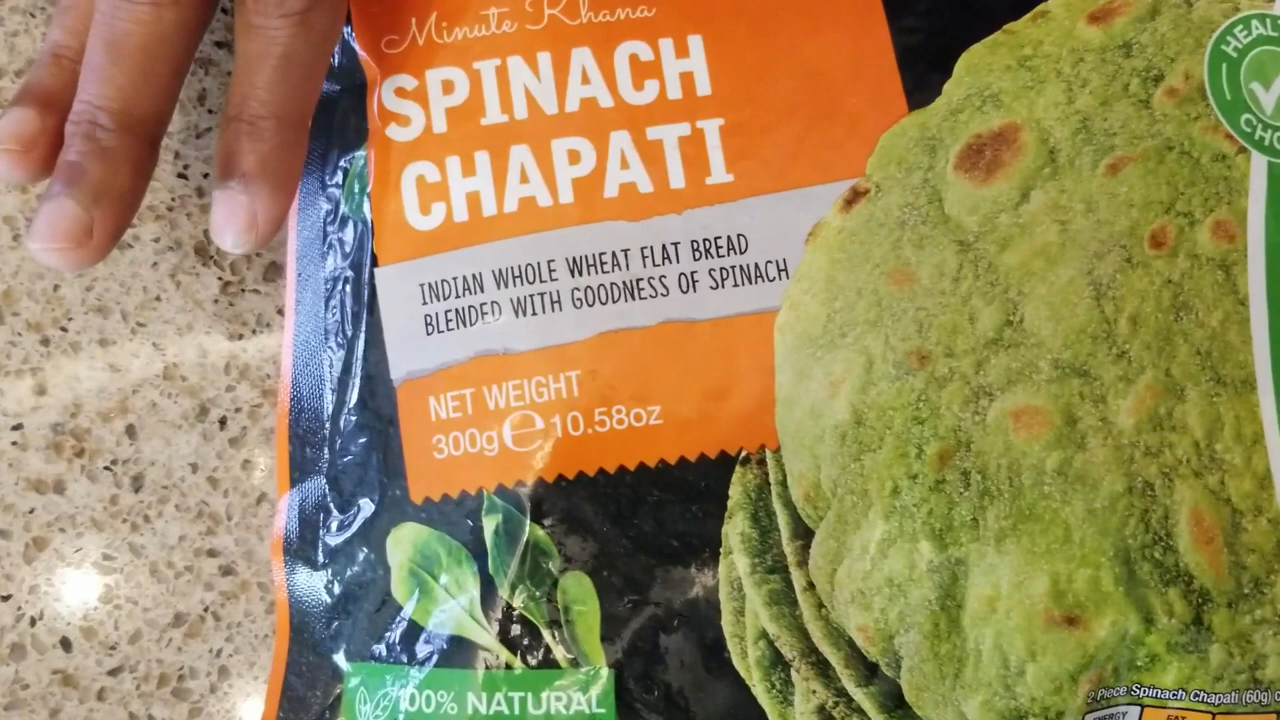 Minute Khana
SPINACH
CHAPATI
INDIAN WHOLE WHEAT FLAT BREAD
BLENDED WITH GOODNESS OF SPINACH
NET WEIGHT
300g e 10.58oz
100% NATURAL
2 Piece Spinach Chapati (60g)